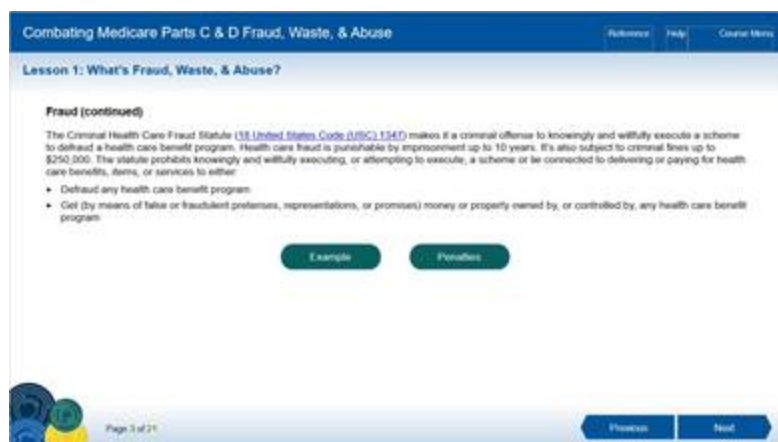 Combating Medicare Parts C & D Fraud, Waste, & Abuse
Reference Help Course Menu
Lesson 1: What's Fraud, Waste, & Abuse?
Fraud (continued)
The Criminal Health Care Fraud Statute (18 United States Code (USC) 1347) makes it a criminal offense to knowingly and willfully execute a scheme
to defraud a health care benefit program. Health care fraud is punishable by imprisonment up to 10 years. It's also subject to criminal fines up to
$250,000. The statute prohibits knowingly and willfully executing, or attempting to execute, a scheme or lie connected to delivering or paying for health
care benefits, items, or services to either:
• Defraud any health care benefit program
• Get (by means of false or fraudulent pretenses, representations, or promises) money or property owned by, or controlled by, any health care benefit
program
Example Penalties
Page 3 of 21
Previous Next